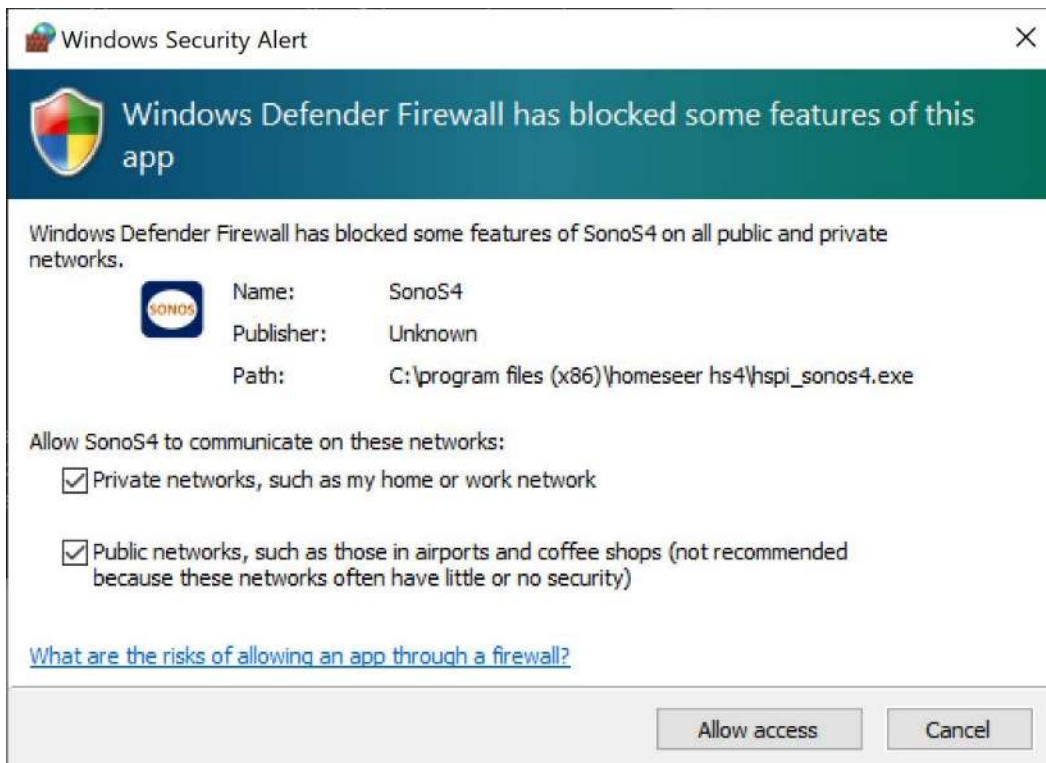 Windows Security Alert
Windows Defender Firewall has blocked some features of this
app
Windows Defender Firewall has blocked some features of SonoS4 on all public and private
networks.
SONOS
Name: SonoS4
Publisher: Unknown
Path: C:\program files (x86)\homeseer hs4\hspi_sonos4.exe
Allow SonoS4 to communicate on these networks:
Private networks, such as my home or work network
Public networks, such as those in airports and coffee shops (not recommended
because these networks often have little or no security)
What are the risks of allowing an app through a firewall?
Allow access Cancel